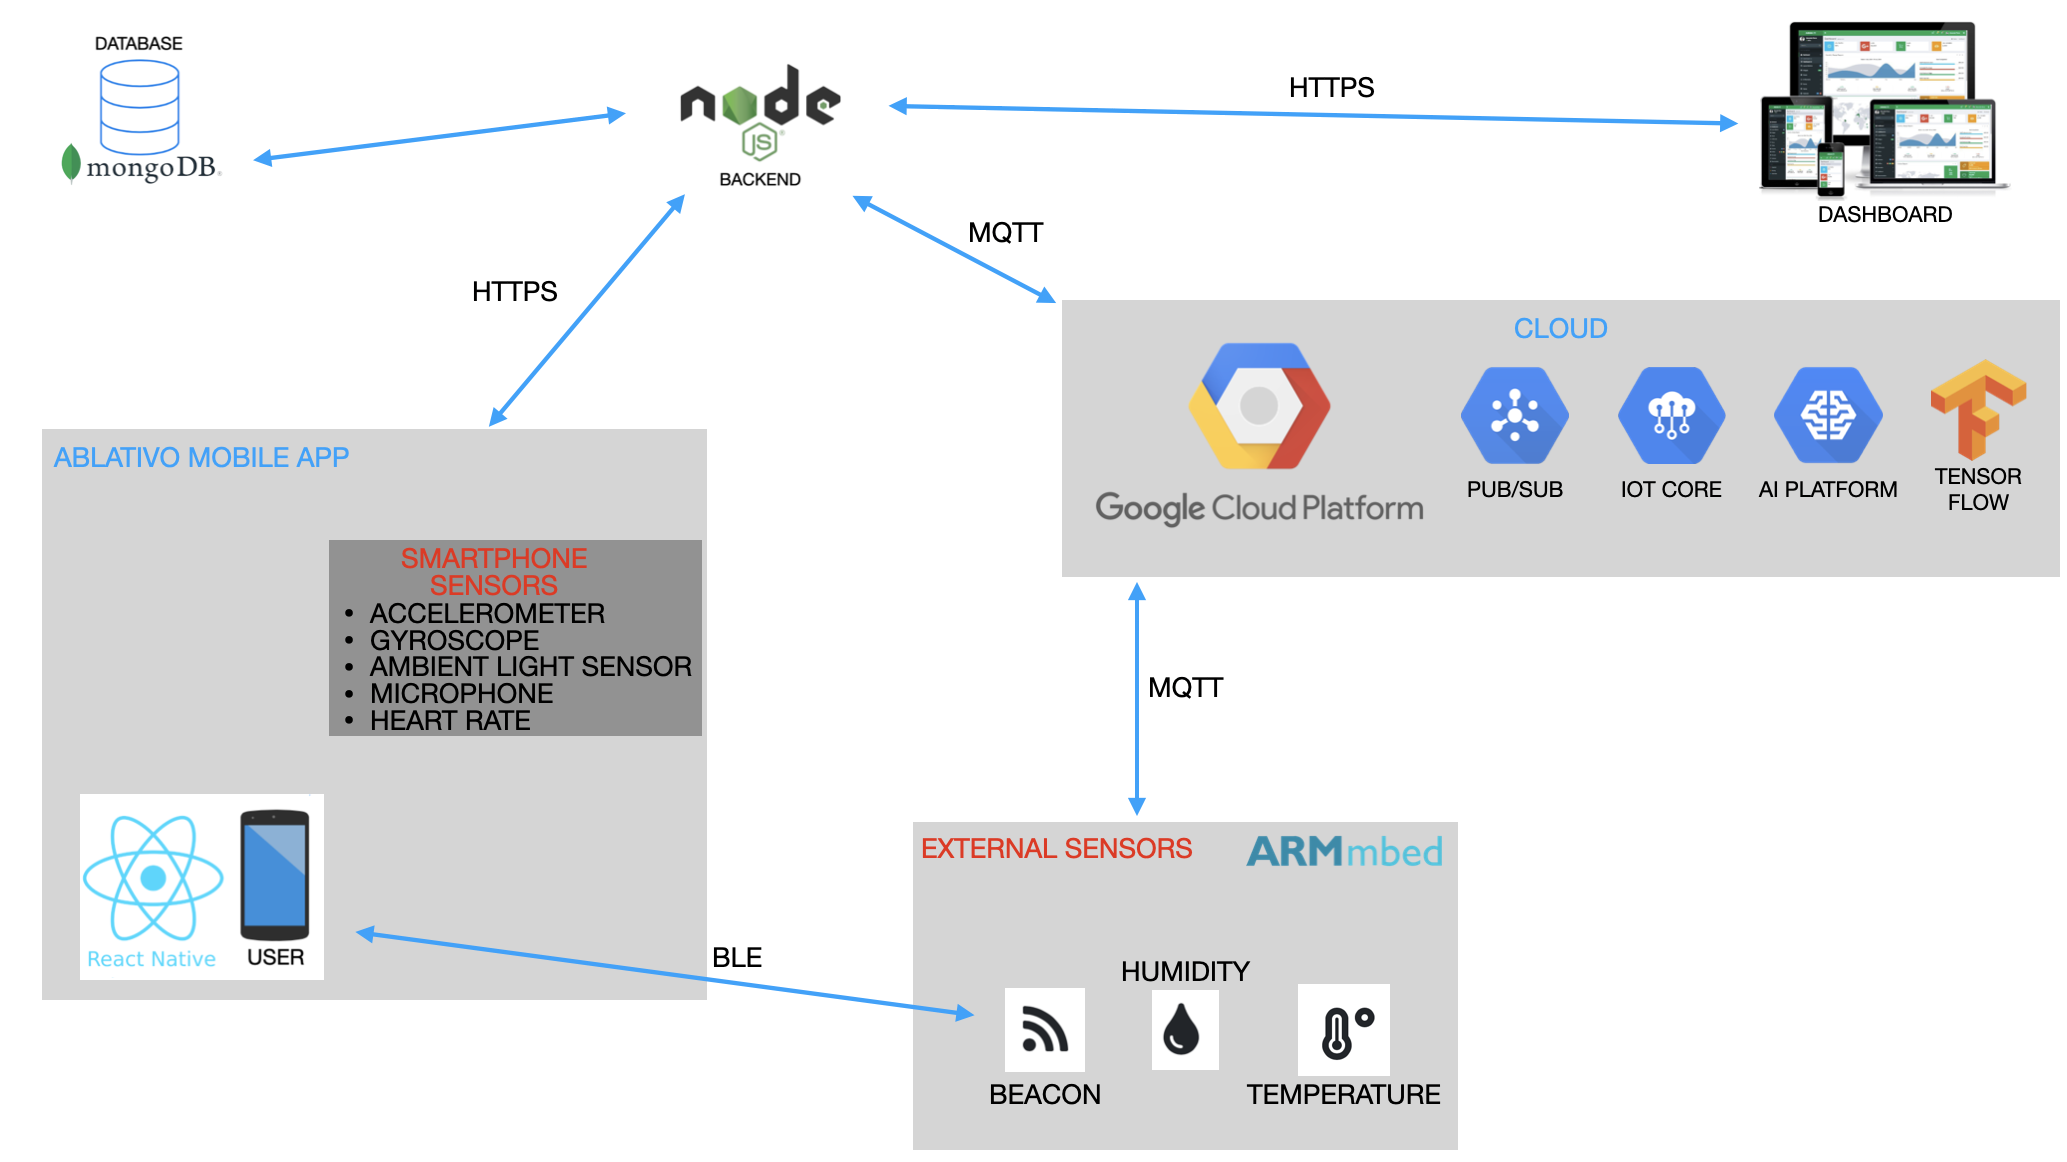 DATABASE
mongoDB.
node
JS
BACKEND
HTTPS
DASHBOARD
MQTT
HTTPS
CLOUD
Google Cloud Platform
PUB/SUB
IOT CORE
AI PLATFORM
TENSOR
FLOW
ABLATIVO MOBILE APP
SMARTPHONE
SENSORS
• ACCELEROMETER
• GYROSCOPE
• AMBIENT LIGHT SENSOR
• MICROPHONE
• HEART RATE
MQTT
React Native
USER
BLE
EXTERNAL SENSORS
ARMmbed
HUMIDITY
BEACON
TEMPERATURE